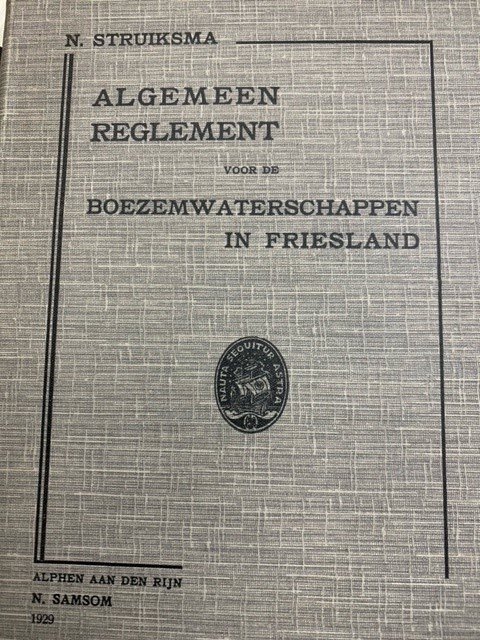 N. STRUIKSMA
ALGEMEEN
REGLEMENT
VOOR DE
BOEZEMWATERSCHAPPEN
IN FRIESLAND
NAUTA SEQUITUR ASTRA
ALPHEN AAN DEN RIJN
N. SAMSOM
1929